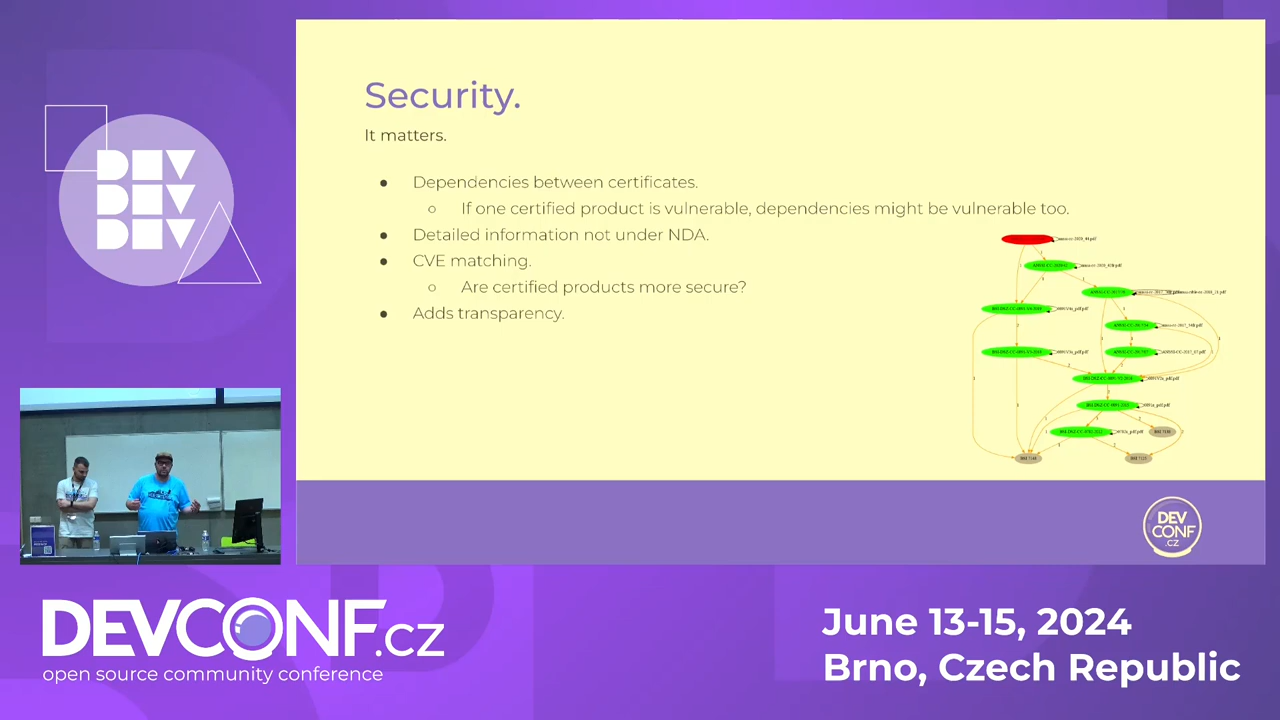 DEV
DEV
DEV
Security.
It matters.
● Dependencies between certificates.
○ If one certified product is vulnerable, dependencies might be vulnerable too.
● Detailed information not under NDA.
● CVE matching.
○ Are certified products more secure?
● Adds transparency.
DEV
CONF
.CZ
DEVCONF.cz
open source community conference
June 13-15, 2024
Brno, Czech Republic